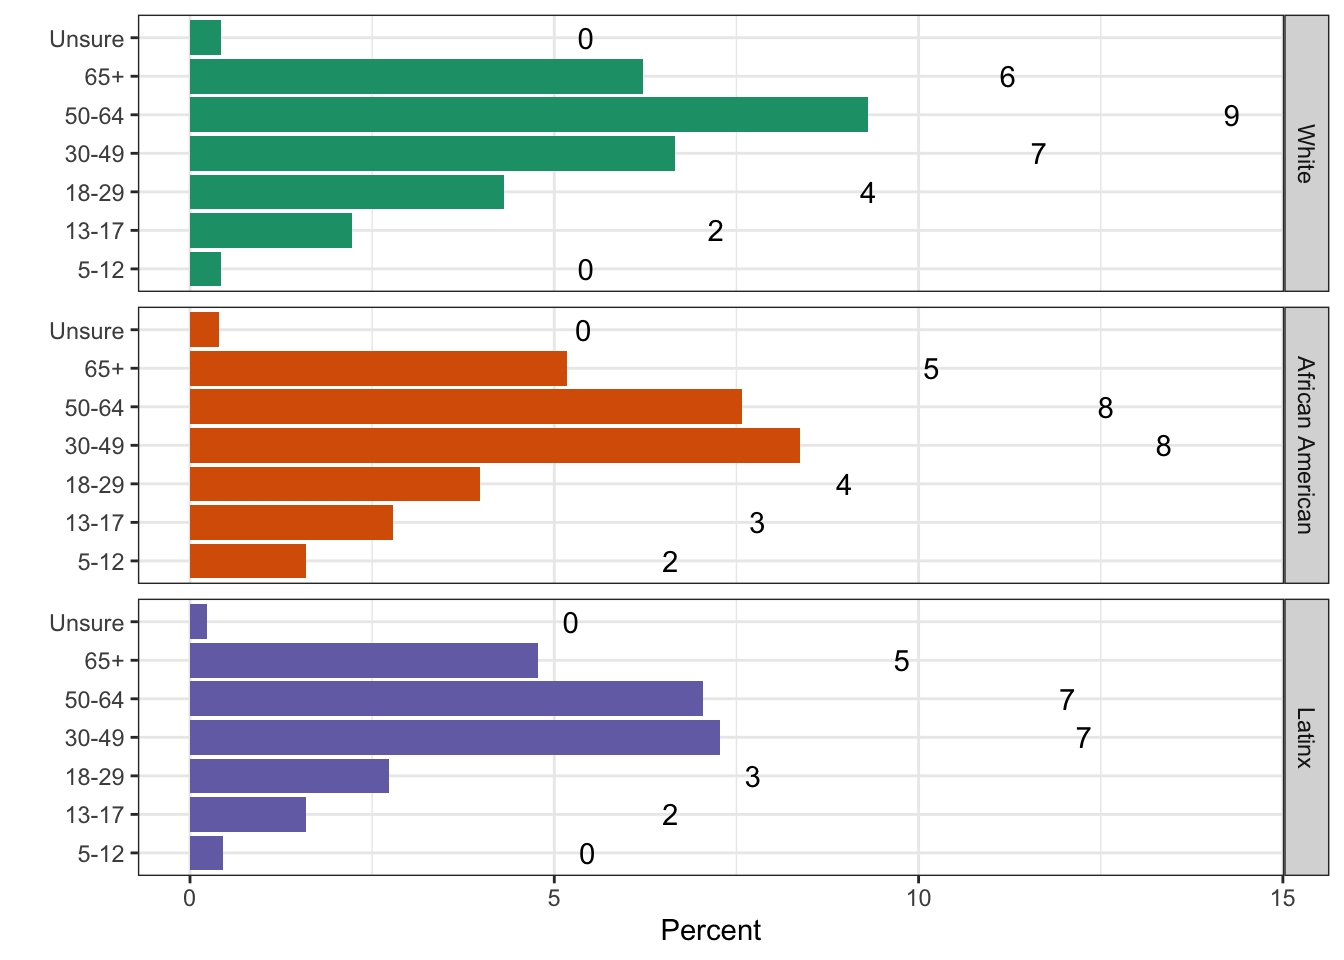 Unsure 0
65+ 6
50-64 9
30-49 7
18-29 4
13-17 2
5-12 0
White
Unsure 0
65+ 5
50-64 8
30-49 8
18-29 4
13-17 3
5-12 2
African American
Unsure 0
65+ 5
50-64 7
30-49 7
18-29 3
13-17 2
5-12 0
Latinx
0 5 10 15
Percent